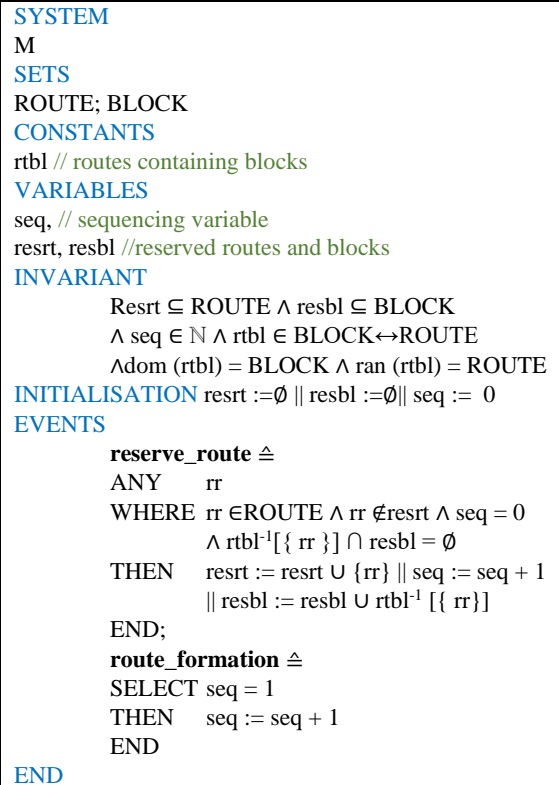 SYSTEM
M
SETS
ROUTE; BLOCK
CONSTANTS
rtbl // routes containing blocks
VARIABLES
seq, // sequencing variable
resrt, resbl //reserved routes and blocks
INVARIANT
Resrt ⊆ ROUTE ∧ resbl ⊆ BLOCK
∧ seq ∈ ℕ ∧ rtbl ∈ BLOCK↔ROUTE
∧dom (rtbl) = BLOCK ∧ ran (rtbl) = ROUTE
INITIALISATION resrt :=∅ || resbl :=∅|| seq := 0
EVENTS
reserve_route ≙
ANY rr
WHERE rr ∈ROUTE ∧ rr ∉resrt ∧ seq = 0
∧ rtbl⁻¹[{ rr }] ∩ resbl = ∅
THEN resrt := resrt ∪ {rr} || seq := seq + 1
|| resbl := resbl ∪ rtbl⁻¹ [{ rr}]
END;
route_formation ≙
SELECT seq = 1
THEN seq := seq + 1
END
END